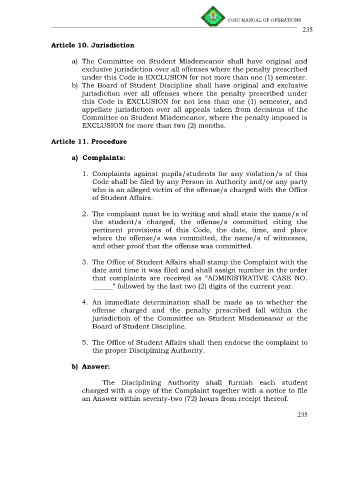 CvSU MANUAL OF OPERATIONS
235
Article 10. Jurisdiction
a) The Committee on Student Misdemeanor shall have original and
exclusive jurisdiction over all offenses where the penalty prescribed
under this Code is EXCLUSION for not more than one (1) semester.
b) The Board of Student Discipline shall have original and exclusive
jurisdiction over all offenses where the penalty prescribed under
this Code is EXCLUSION for not less than one (1) semester, and
appellate jurisdiction over all appeals taken from decisions of the
Committee on Student Misdemeanor, where the penalty imposed is
EXCLUSION for more than two (2) months.
Article 11. Procedure
a) Complaints:
1. Complaints against pupils/students for any violation/s of this
Code shall be filed by any Person in Authority and/or any party
who is an alleged victim of the offense/s charged with the Office
of Student Affairs.
2. The complaint must be in writing and shall state the name/s of
the student/s charged, the offense/s committed citing the
pertinent provisions of this Code, the date, time, and place
where the offense/s was committed, the name/s of witnesses,
and other proof that the offense was committed.
3. The Office of Student Affairs shall stamp the Complaint with the
date and time it was filed and shall assign number in the order
that complaints are received as “ADMINISTRATIVE CASE NO.
______” followed by the last two (2) digits of the current year.
4. An immediate determination shall be made as to whether the
offense charged and the penalty prescribed fall within the
jurisdiction of the Committee on Student Misdemeanor or the
Board of Student Discipline.
5. The Office of Student Affairs shall then endorse the complaint to
the proper Disciplining Authority.
b) Answer:
The Disciplining Authority shall furnish each student
charged with a copy of the Complaint together with a notice to file
an Answer within seventy-two (72) hours from receipt thereof.
235